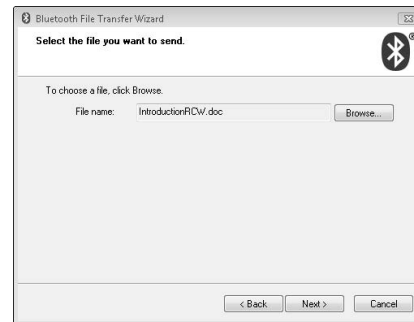 Bluetooth File Transfer Wizard
Select the file you want to send.
To choose a file, click Browse.
File name: IntroductionRCW.doc Browse...
< Back Next > Cancel